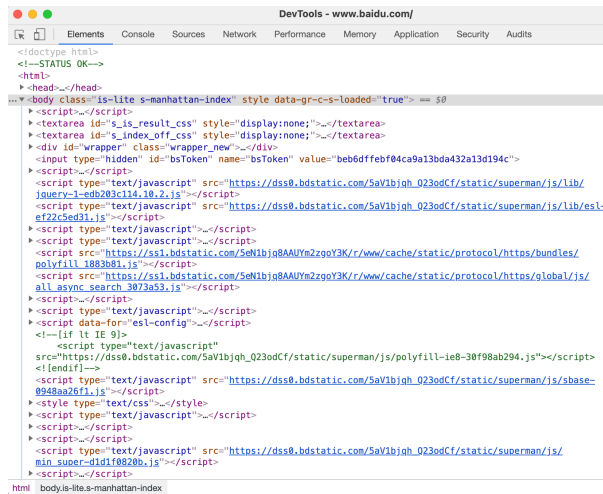 DevTools - www.baidu.com/
Elements Console Sources Network Performance Memory Application Security Audits
<!doctype html>
<!--STATUS OK-->
<html>
▶<head>…</head>
…▼<body class="is-lite s-manhattan-index" style data-gr-c-s-loaded="true"> == $0
▶<script>…</script>
▶<textarea id="s_is_result_css" style="display:none;">…</textarea>
▶<textarea id="s_index_off_css" style="display:none;">…</textarea>
▶<div id="wrapper" class="wrapper_new">…</div>
<input type="hidden" id="bsToken" name="bsToken" value="beb6dffebf04ca9a13bda432a13d194c">
▶<script>…</script>
<script type="text/javascript" src="https://dss0.bdstatic.com/5aV1bjqh_Q23odCf/static/superman/js/lib/
jquery-1-edb203c114.10.2.js"></script>
<script type="text/javascript" src="https://dss0.bdstatic.com/5aV1bjqh_Q23odCf/static/superman/js/lib/esl-
ef22c5ed31.js"></script>
▶<script type="text/javascript">…</script>
▶<script type="text/javascript">…</script>
<script src="https://ss1.bdstatic.com/5eN1bjq8AAUYm2zgoY3K/r/www/cache/static/protocol/https/bundles/
polyfill_1883b81.js"></script>
<script src="https://ss1.bdstatic.com/5eN1bjq8AAUYm2zgoY3K/r/www/cache/static/protocol/https/global/js/
all_async_search_3073a53.js"></script>
▶<script>…</script>
▶<script type="text/javascript">…</script>
▶<script data-for="esl-config">…</script>
<!--[if lt IE 9]>
<script type="text/javascript"
src="https://dss0.bdstatic.com/5aV1bjqh_Q23odCf/static/superman/js/polyfill-ie8-30f98ab294.js"></script>
<![endif]-->
<script type="text/javascript" src="https://dss0.bdstatic.com/5aV1bjqh_Q23odCf/static/superman/js/sbase-
0948aa26f1.js"></script>
▶<style type="text/css">…</style>
▶<script type="text/javascript">…</script>
▶<script>…</script>
▶<script>…</script>
<script type="text/javascript" src="https://dss0.bdstatic.com/5aV1bjqh_Q23odCf/static/superman/js/
min_super-d1d1f0820b.js"></script>
▶<script>…</script>
html body.is-lite.s-manhattan-index